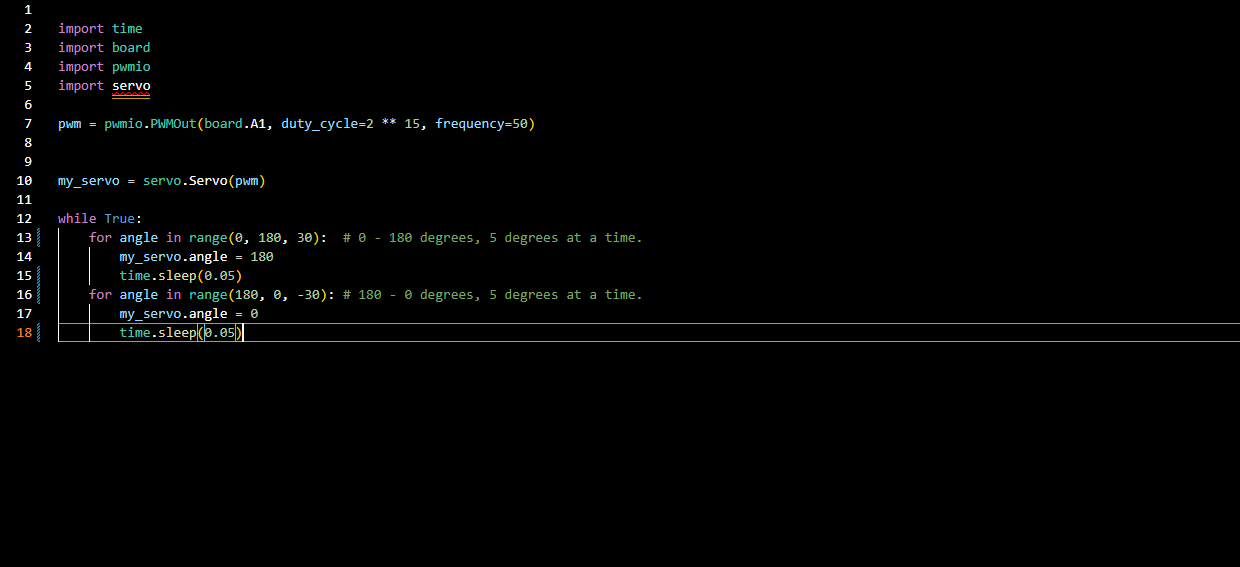 1
2 import time
3 import board
4 import pwmio
5 import servo
6
7 pwm = pwmio.PWMOut(board.A1, duty_cycle=2 ** 15, frequency=50)
8
9
10 my_servo = servo.Servo(pwm)
11
12 while True:
13     for angle in range(0, 180, 30):  # 0 - 180 degrees, 5 degrees at a time.
14         my_servo.angle = 180
15         time.sleep(0.05)
16     for angle in range(180, 0, -30): # 180 - 0 degrees, 5 degrees at a time.
17         my_servo.angle = 0
18         time.sleep(0.05)